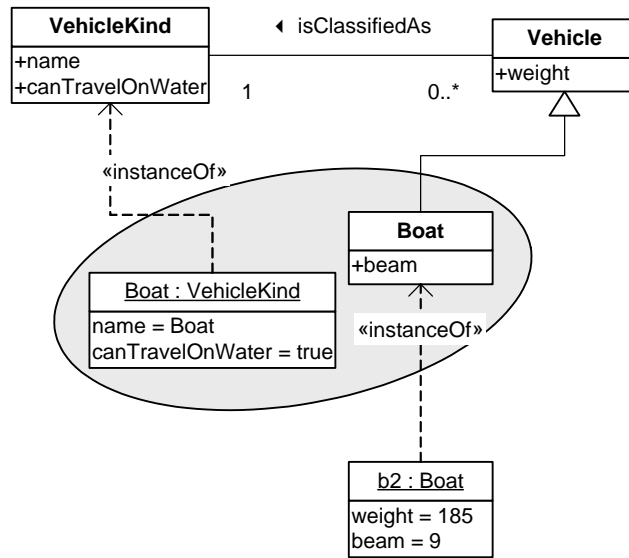 VehicleKind
+name
+canTravelOnWater
◄ isClassifiedAs
1
0..*
Vehicle
+weight
«instanceOf»
Boat
+beam
Boat : VehicleKind
name = Boat
canTravelOnWater = true
«instanceOf»
b2 : Boat
weight = 185
beam = 9